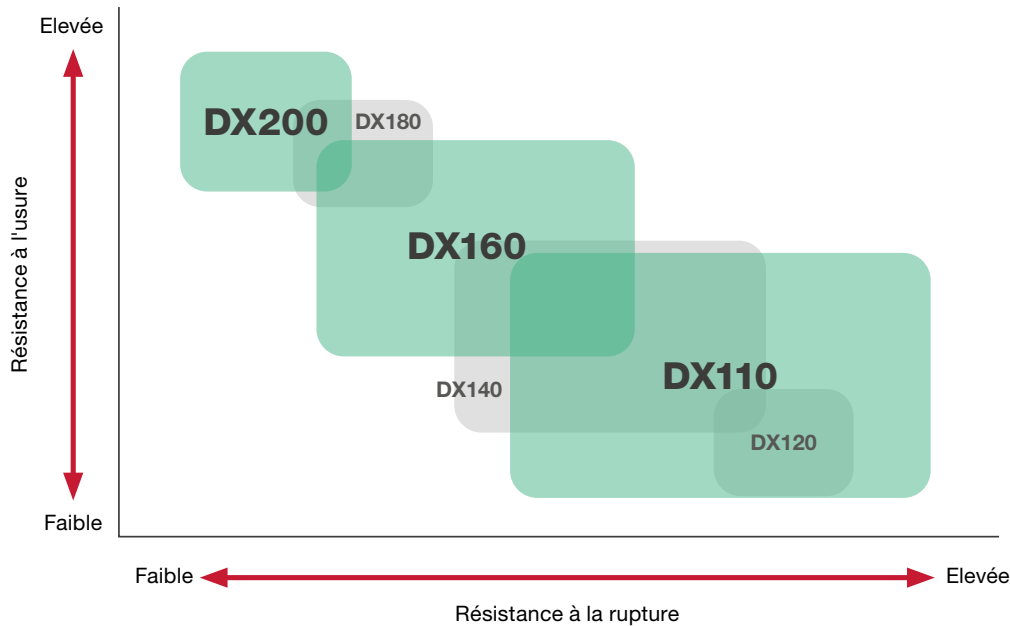 Elevée
DX200
DX180
Résistance à l'usure
DX160
DX110
DX140
DX120
Faible
Faible
Elevée
Résistance à la rupture